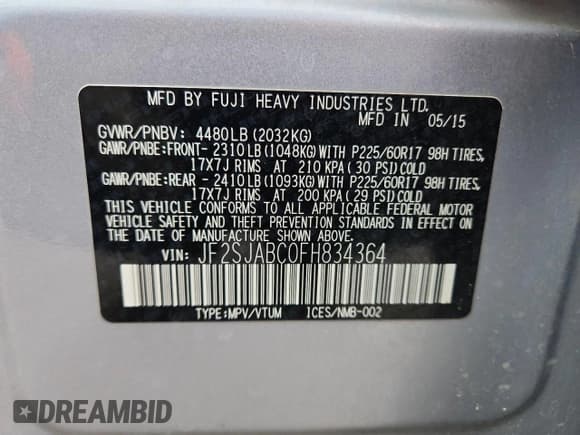 MFD BY FUJI HEAVY INDUSTRIES LTD.
MFD IN 05/15
GVWR/PNBV: 4480LB(2032KG)
GAWR/PNBE:FRONT- 2310LB(1048KG)WITH P225/60R17 98H TIRES,
17X7J RIMS AT 210 KPA(30 PSI)COLD
GAWR/PNBE:REAR - 2410LB(1093KG)WITH P225/60R17 98H TIRES,
17X7J RIMS AT 200 KPA(29 PSI)COLD
THIS VEHICLE CONFORMS TO ALL APPLICABLE FEDERAL MOTOR
VEHICLE SAFETY AND THEFT PREVENTION STANDARDS IN EFFECT ON
THE DATE OF MANUFACTURE SHOWN ABOVE.
VIN: JF2SJABC0FH834364
TYPE:MPV/VTUM ICES/NMB-002
DREAMBID